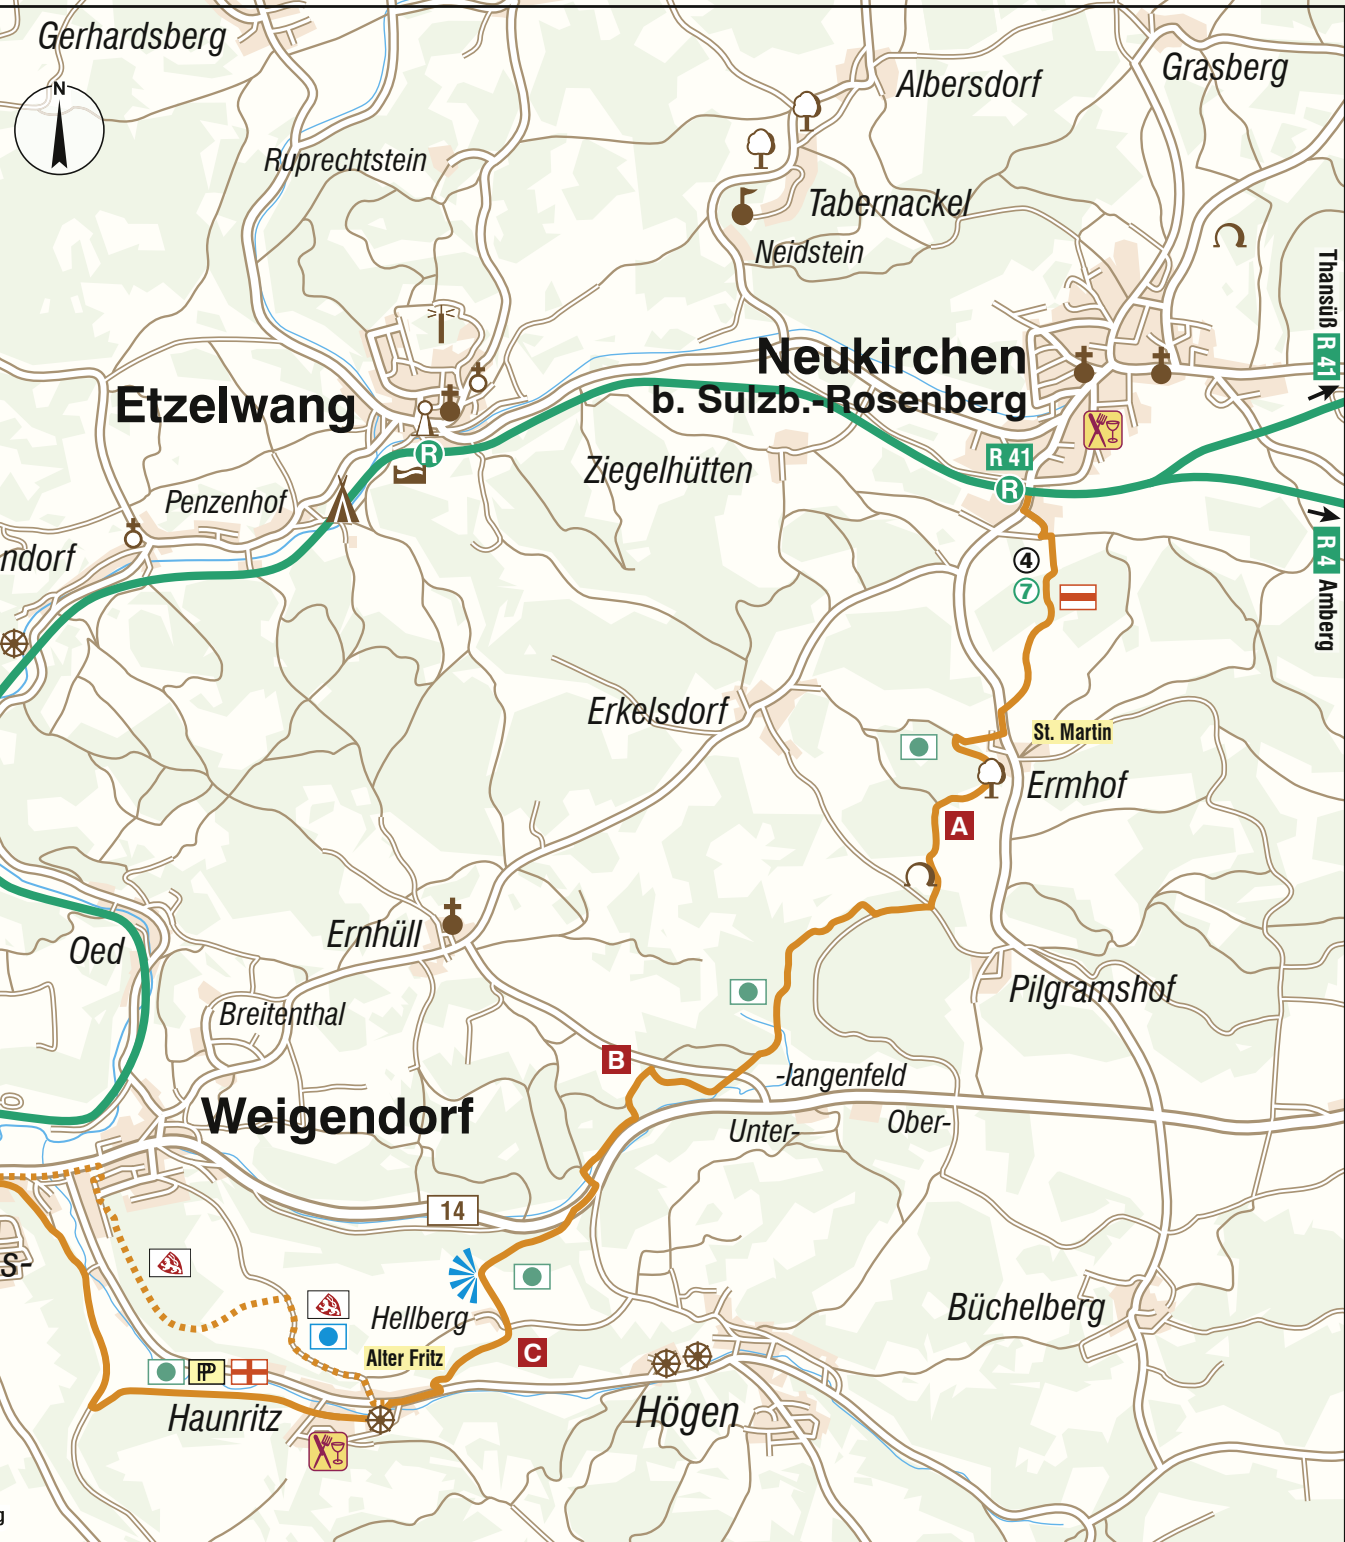 Gerhardsberg
Grasberg
Albersdorf
N
Ruprechtstein
Tabernackel
Neidstein
Thansüß R 41
Neukirchen
b. Sulzb.-Rosenberg
Etzelwang
R
R 41
R
Ziegelhütten
Penzenhof
ndorf
R 4 Amberg
4
7
Erkelsdorf
St. Martin
Ermhof
A
Ernhüll
Oed
Pilgramshof
Breitenthal
B
-langenfeld
Weigendorf
Unter-
Ober-
14
s-
Hellberg
Büchelberg
Alter Fritz
C
PP
Haunritz
Högen
g